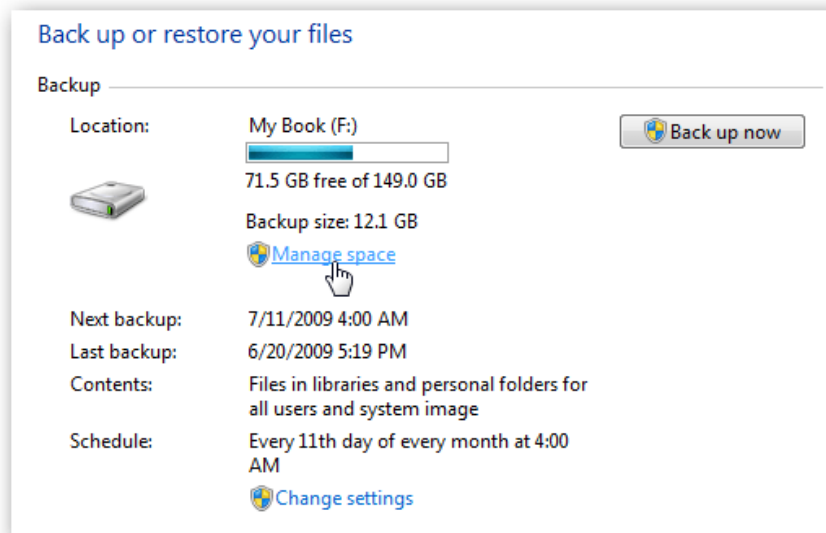 Back up or restore your files
Backup
Location:
My Book (F:)
Back up now
71.5 GB free of 149.0 GB
Backup size: 12.1 GB
Manage space
Next backup:
7/11/2009 4:00 AM
Last backup:
6/20/2009 5:19 PM
Contents:
Files in libraries and personal folders for
all users and system image
Schedule:
Every 11th day of every month at 4:00
AM
Change settings